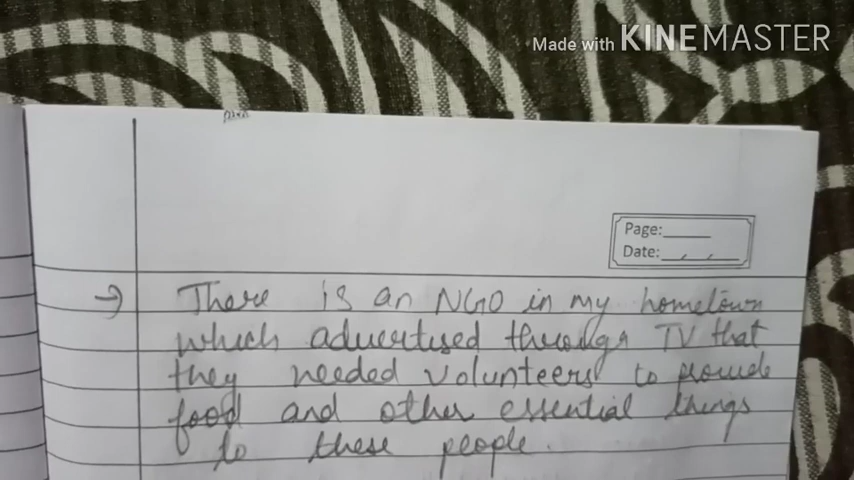 Made with KINEMASTER
Page:
Date:
→ There is an NGO in my hometown
which advertised through TV that
they needed volunteers to provide
food and other essential things
to these people.